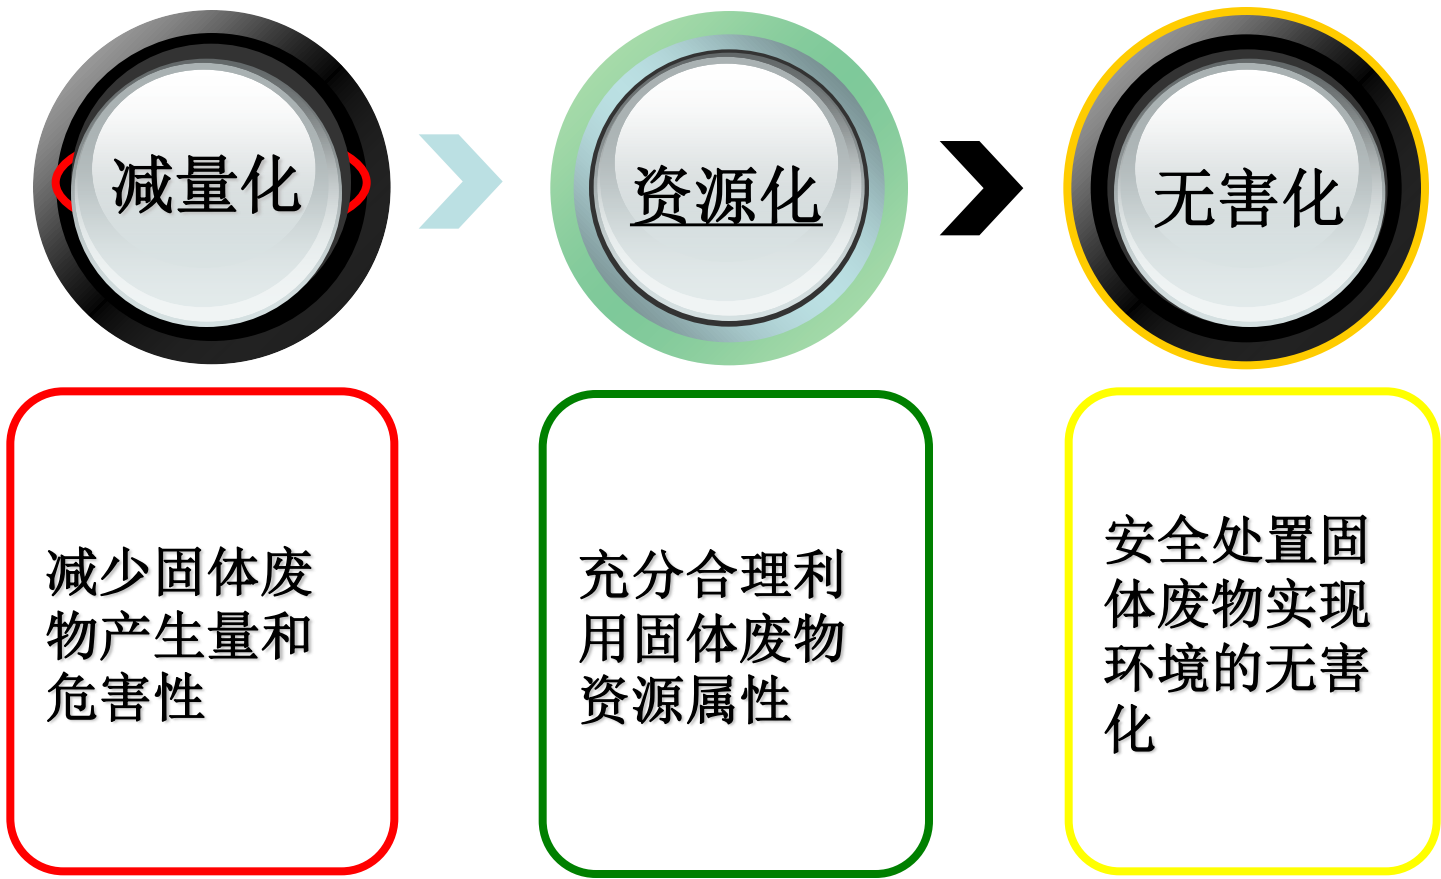 减量化
资源化
无害化
减少固体废
物产生量和
危害性
充分合理利
用固体废物
资源属性
安全处置固
体废物实现
环境的无害
化